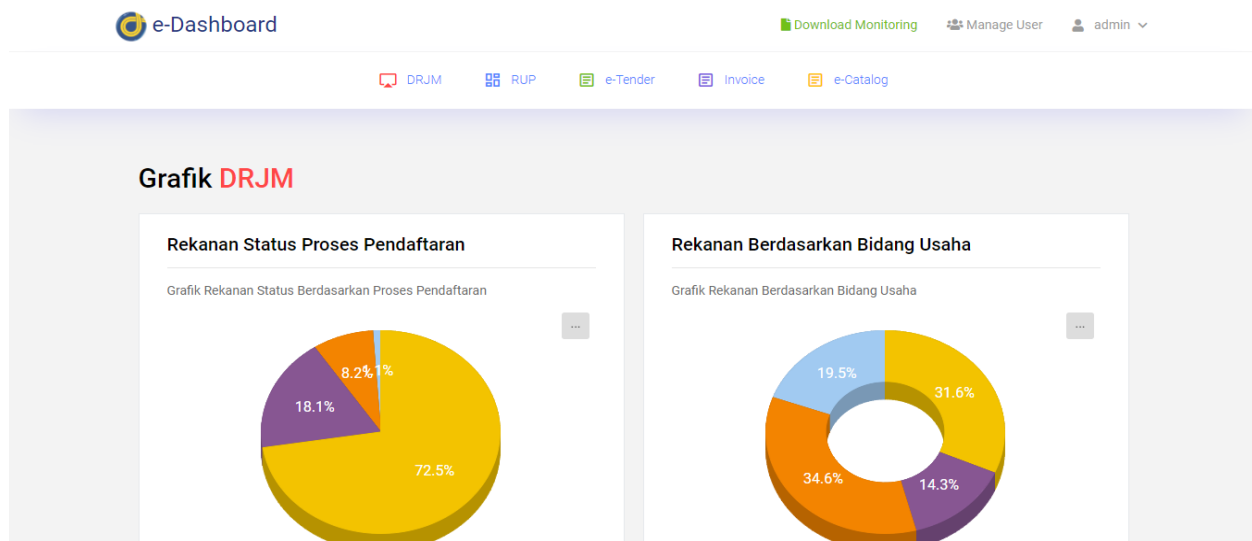 e-Dashboard
Download Monitoring Manage User admin
DRJM RUP e-Tender Invoice e-Catalog
Grafik DRJM
Rekanan Status Proses Pendaftaran
Grafik Rekanan Status Berdasarkan Proses Pendaftaran
...
8.2% 1.1%
18.1%
72.5%
Rekanan Berdasarkan Bidang Usaha
Grafik Rekanan Berdasarkan Bidang Usaha
...
19.5%
31.6%
34.6%
14.3%